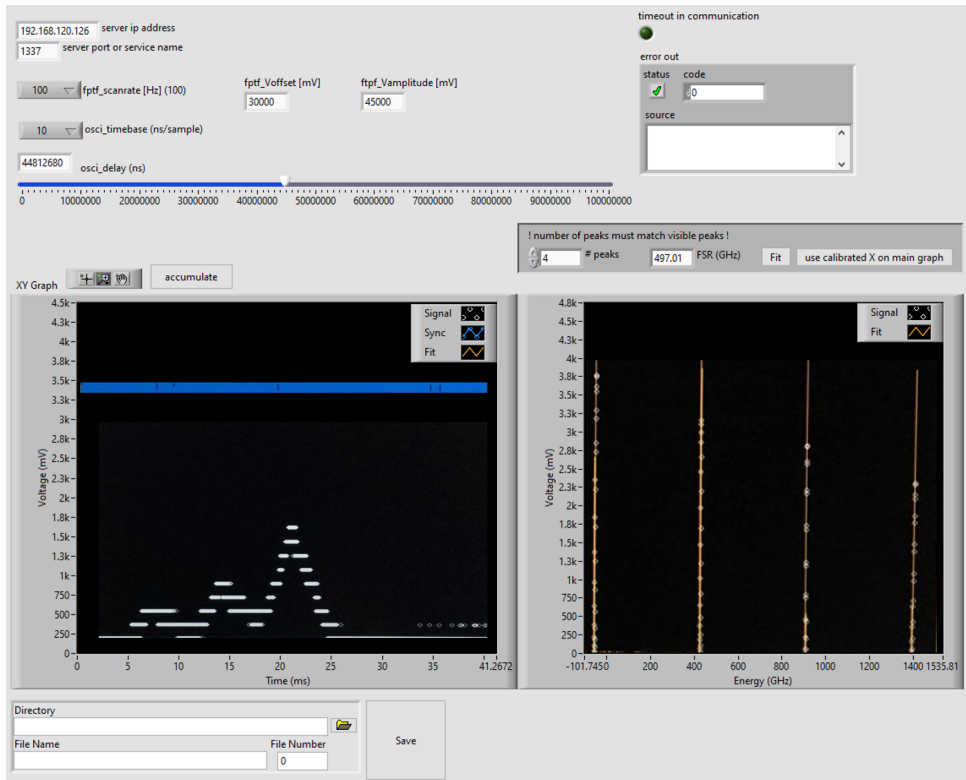 timeout in communication
192.168.120.126 server ip address
1337 server port or service name
error out
status code
0
source
100 fptf_scanrate [Hz] (100)
fptf_Voffset [mV]
30000
ftpf_Vamplitude [mV]
45000
10 osci_timebase (ns/sample)
44812680 osci_delay (ns)
0 10000000 20000000 30000000 40000000 50000000 60000000 70000000 80000000 90000000 100000000
! number of peaks must match visible peaks !
4 # peaks 497.01 FSR (GHz) Fit use calibrated X on main graph
XY Graph accumulate
Signal
Sync
Fit
4.5k
4.3k
4k
3.8k
3.5k
3.3k
3k
2.8k
2.5k
2.3k
2k
1.8k
1.5k
1.3k
1k
750
500
250
0
Voltage (mV)
0 5 10 15 20 25 30 35 41.2672
Time (ms)
Signal
Fit
4.8k
4.5k
4.3k
4k
3.8k
3.5k
3.3k
3k
2.8k
2.5k
2.3k
2k
1.8k
1.5k
1.3k
1k
750
500
250
0
Voltage (mV)
-101.745 0 200 400 600 800 1000 1200 1400 1535.81
Energy (GHz)
Directory
File Name File Number
0
Save